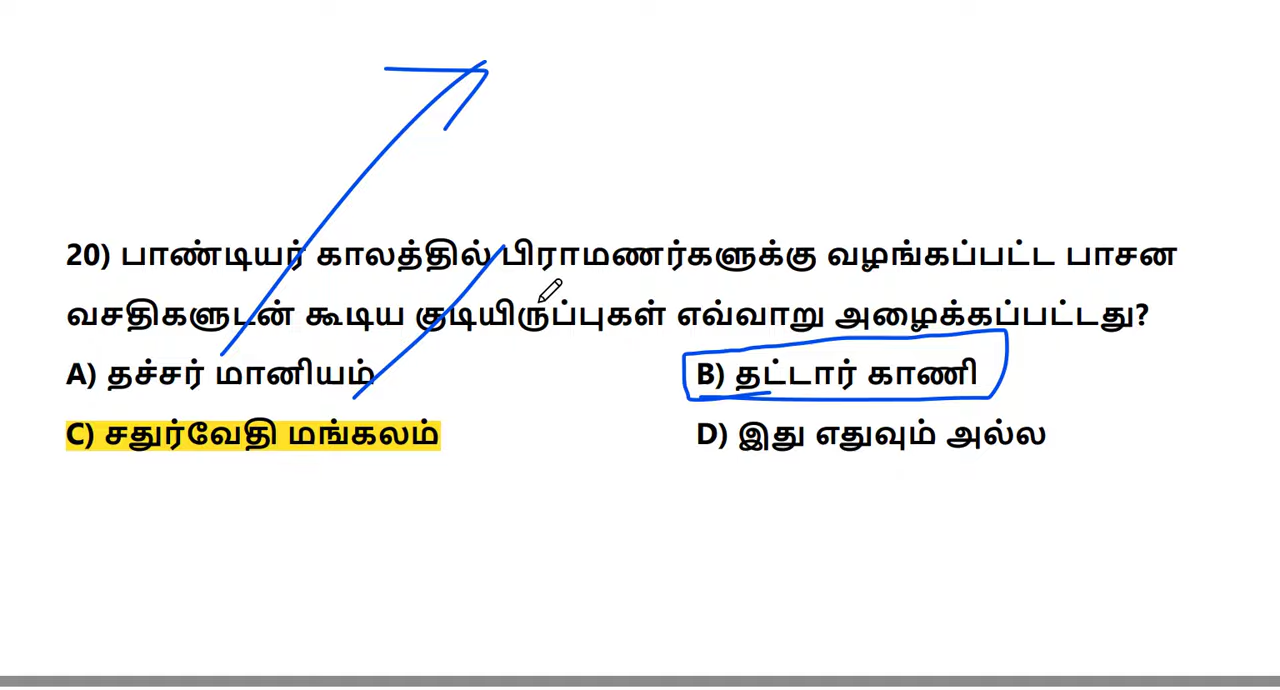 20) பாண்டியர் காலத்தில் பிராமணர்களுக்கு வழங்கப்பட்ட பாசன
வசதிகளுடன் கூடிய குடியிருப்புகள் எவ்வாறு அழைக்கப்பட்டது?
A) தச்சர் மானியம் B) தட்டார் காணி
C) சதுர்வேதி மங்கலம் D) இது எதுவும் அல்ல